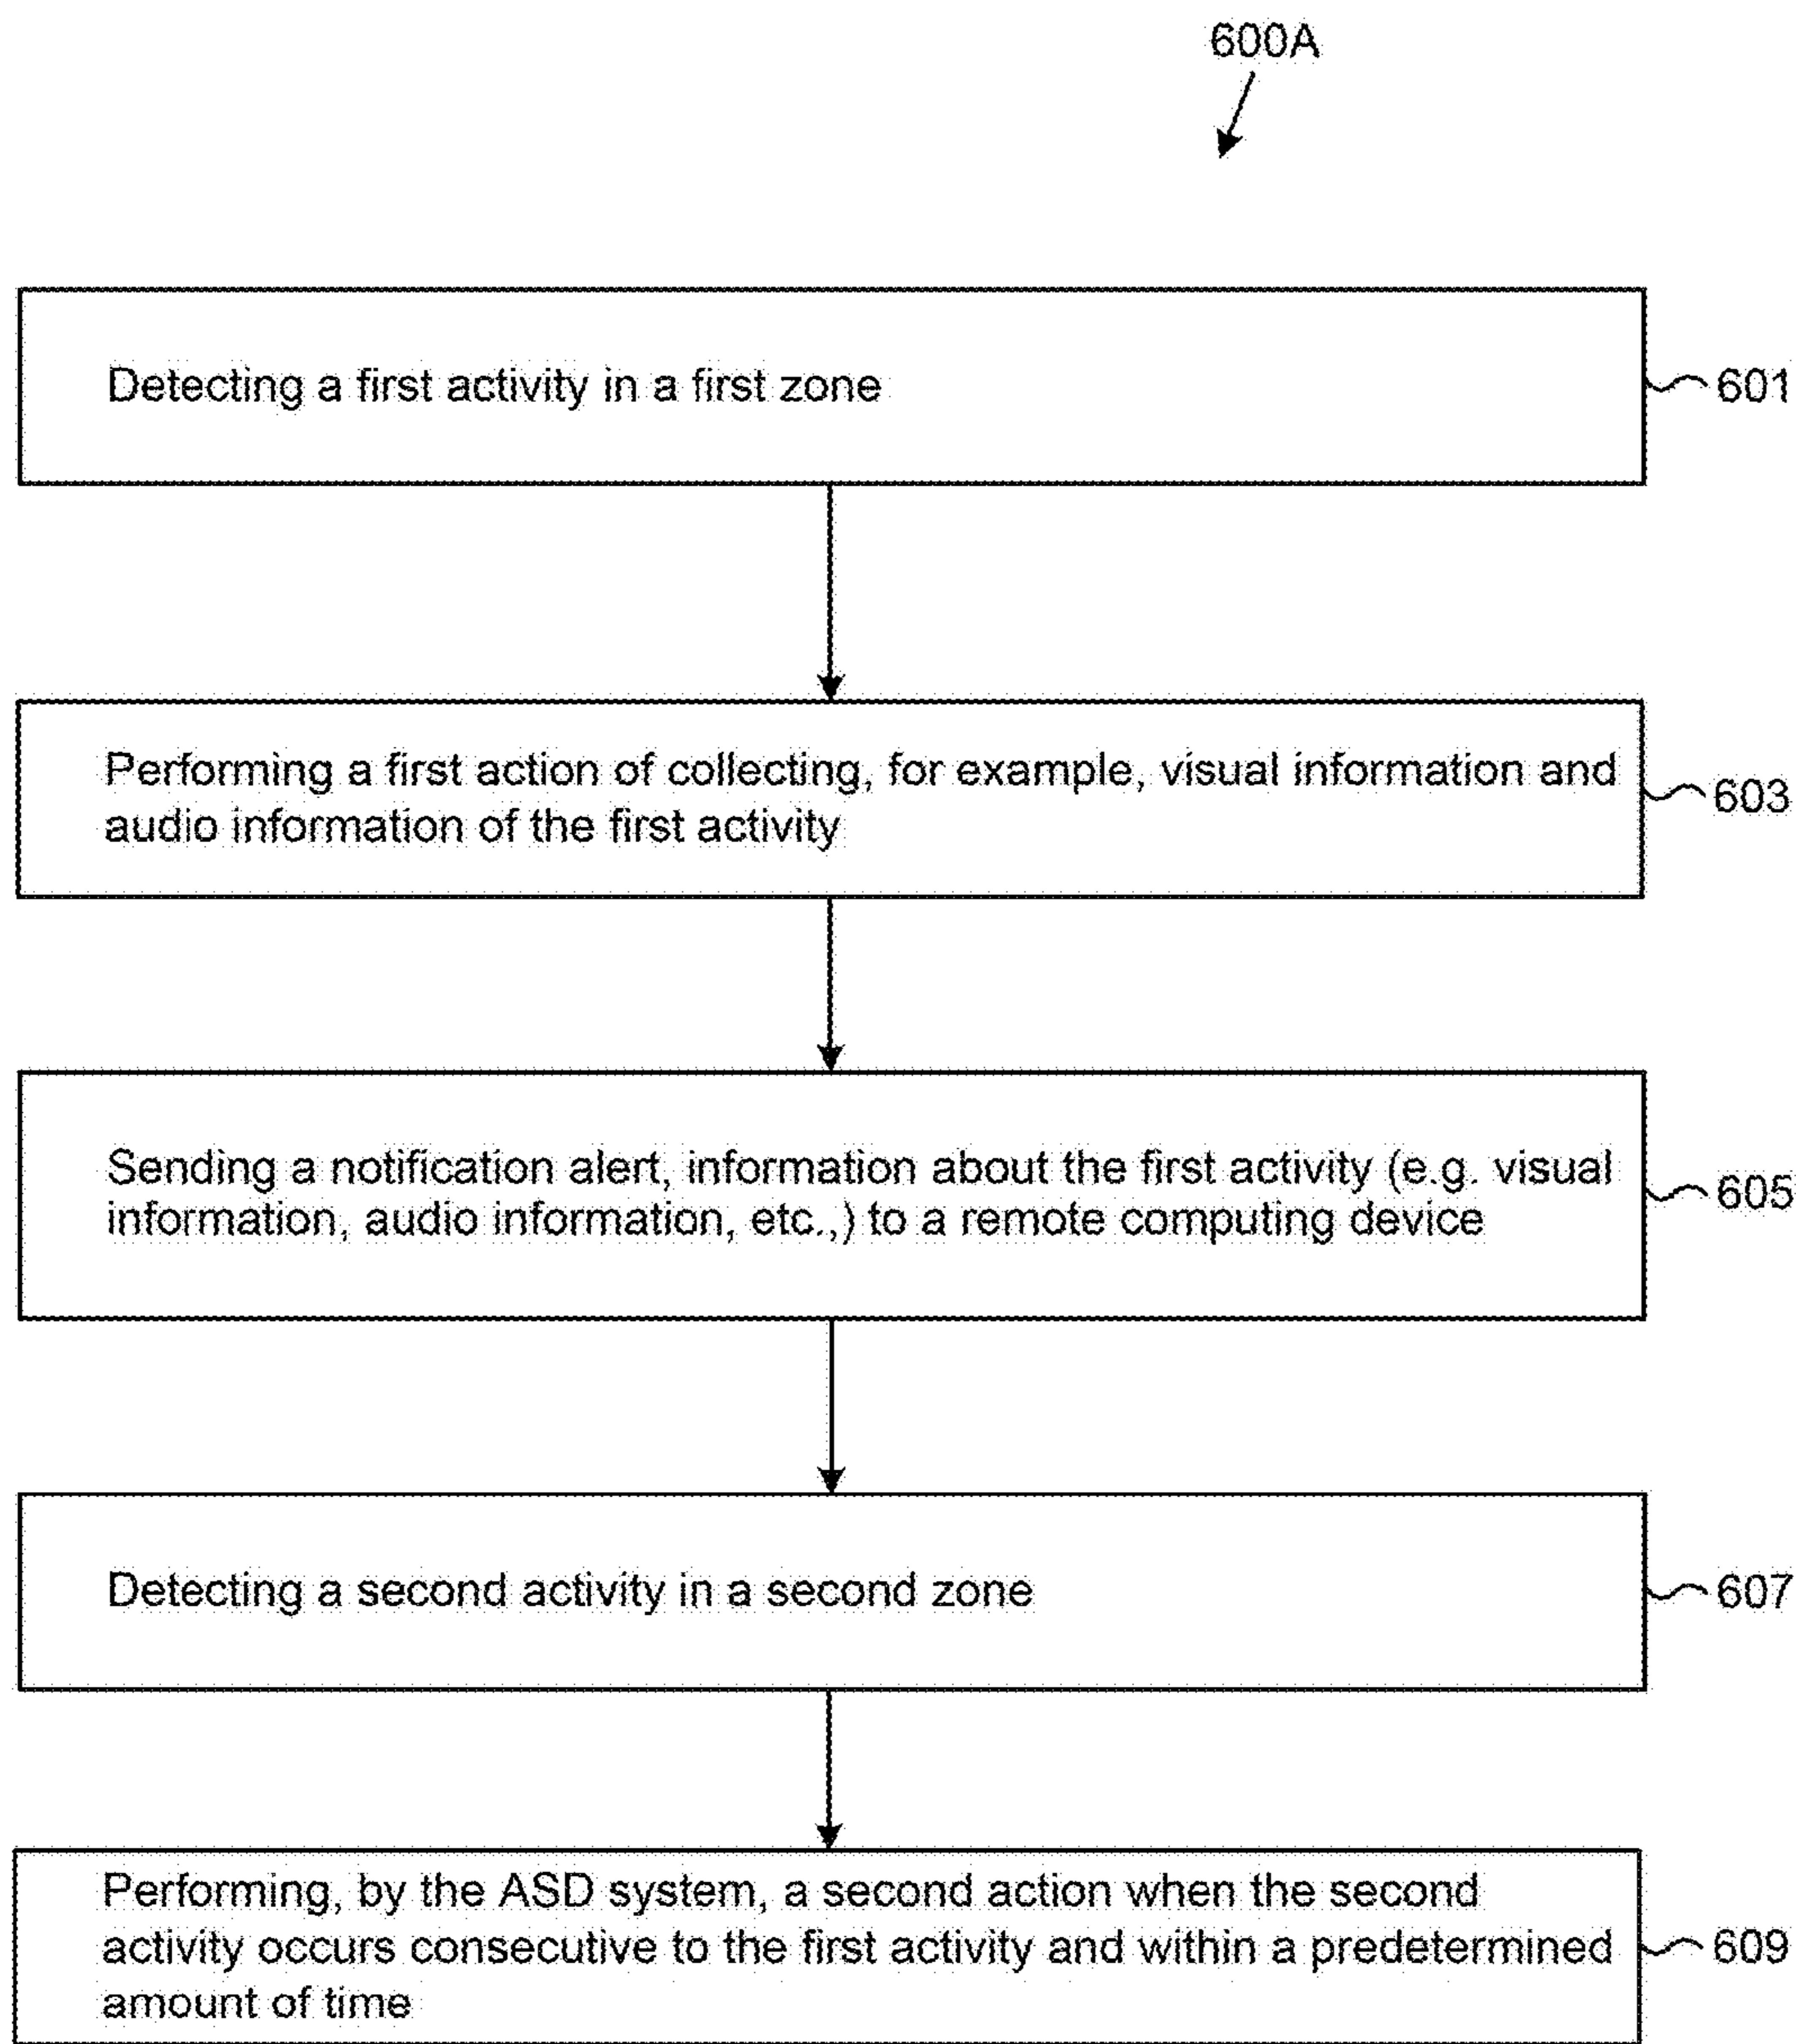 600A
Detecting a first activity in a first zone
601
Performing a first action of collecting, for example, visual information and
audio information of the first activity
603
Sending a notification alert, information about the first activity (e.g. visual
information, audio information, etc.,) to a remote computing device
605
Detecting a second activity in a second zone
607
Performing, by the ASD system, a second action when the second
activity occurs consecutive to the first activity and within a predetermined
amount of time
609